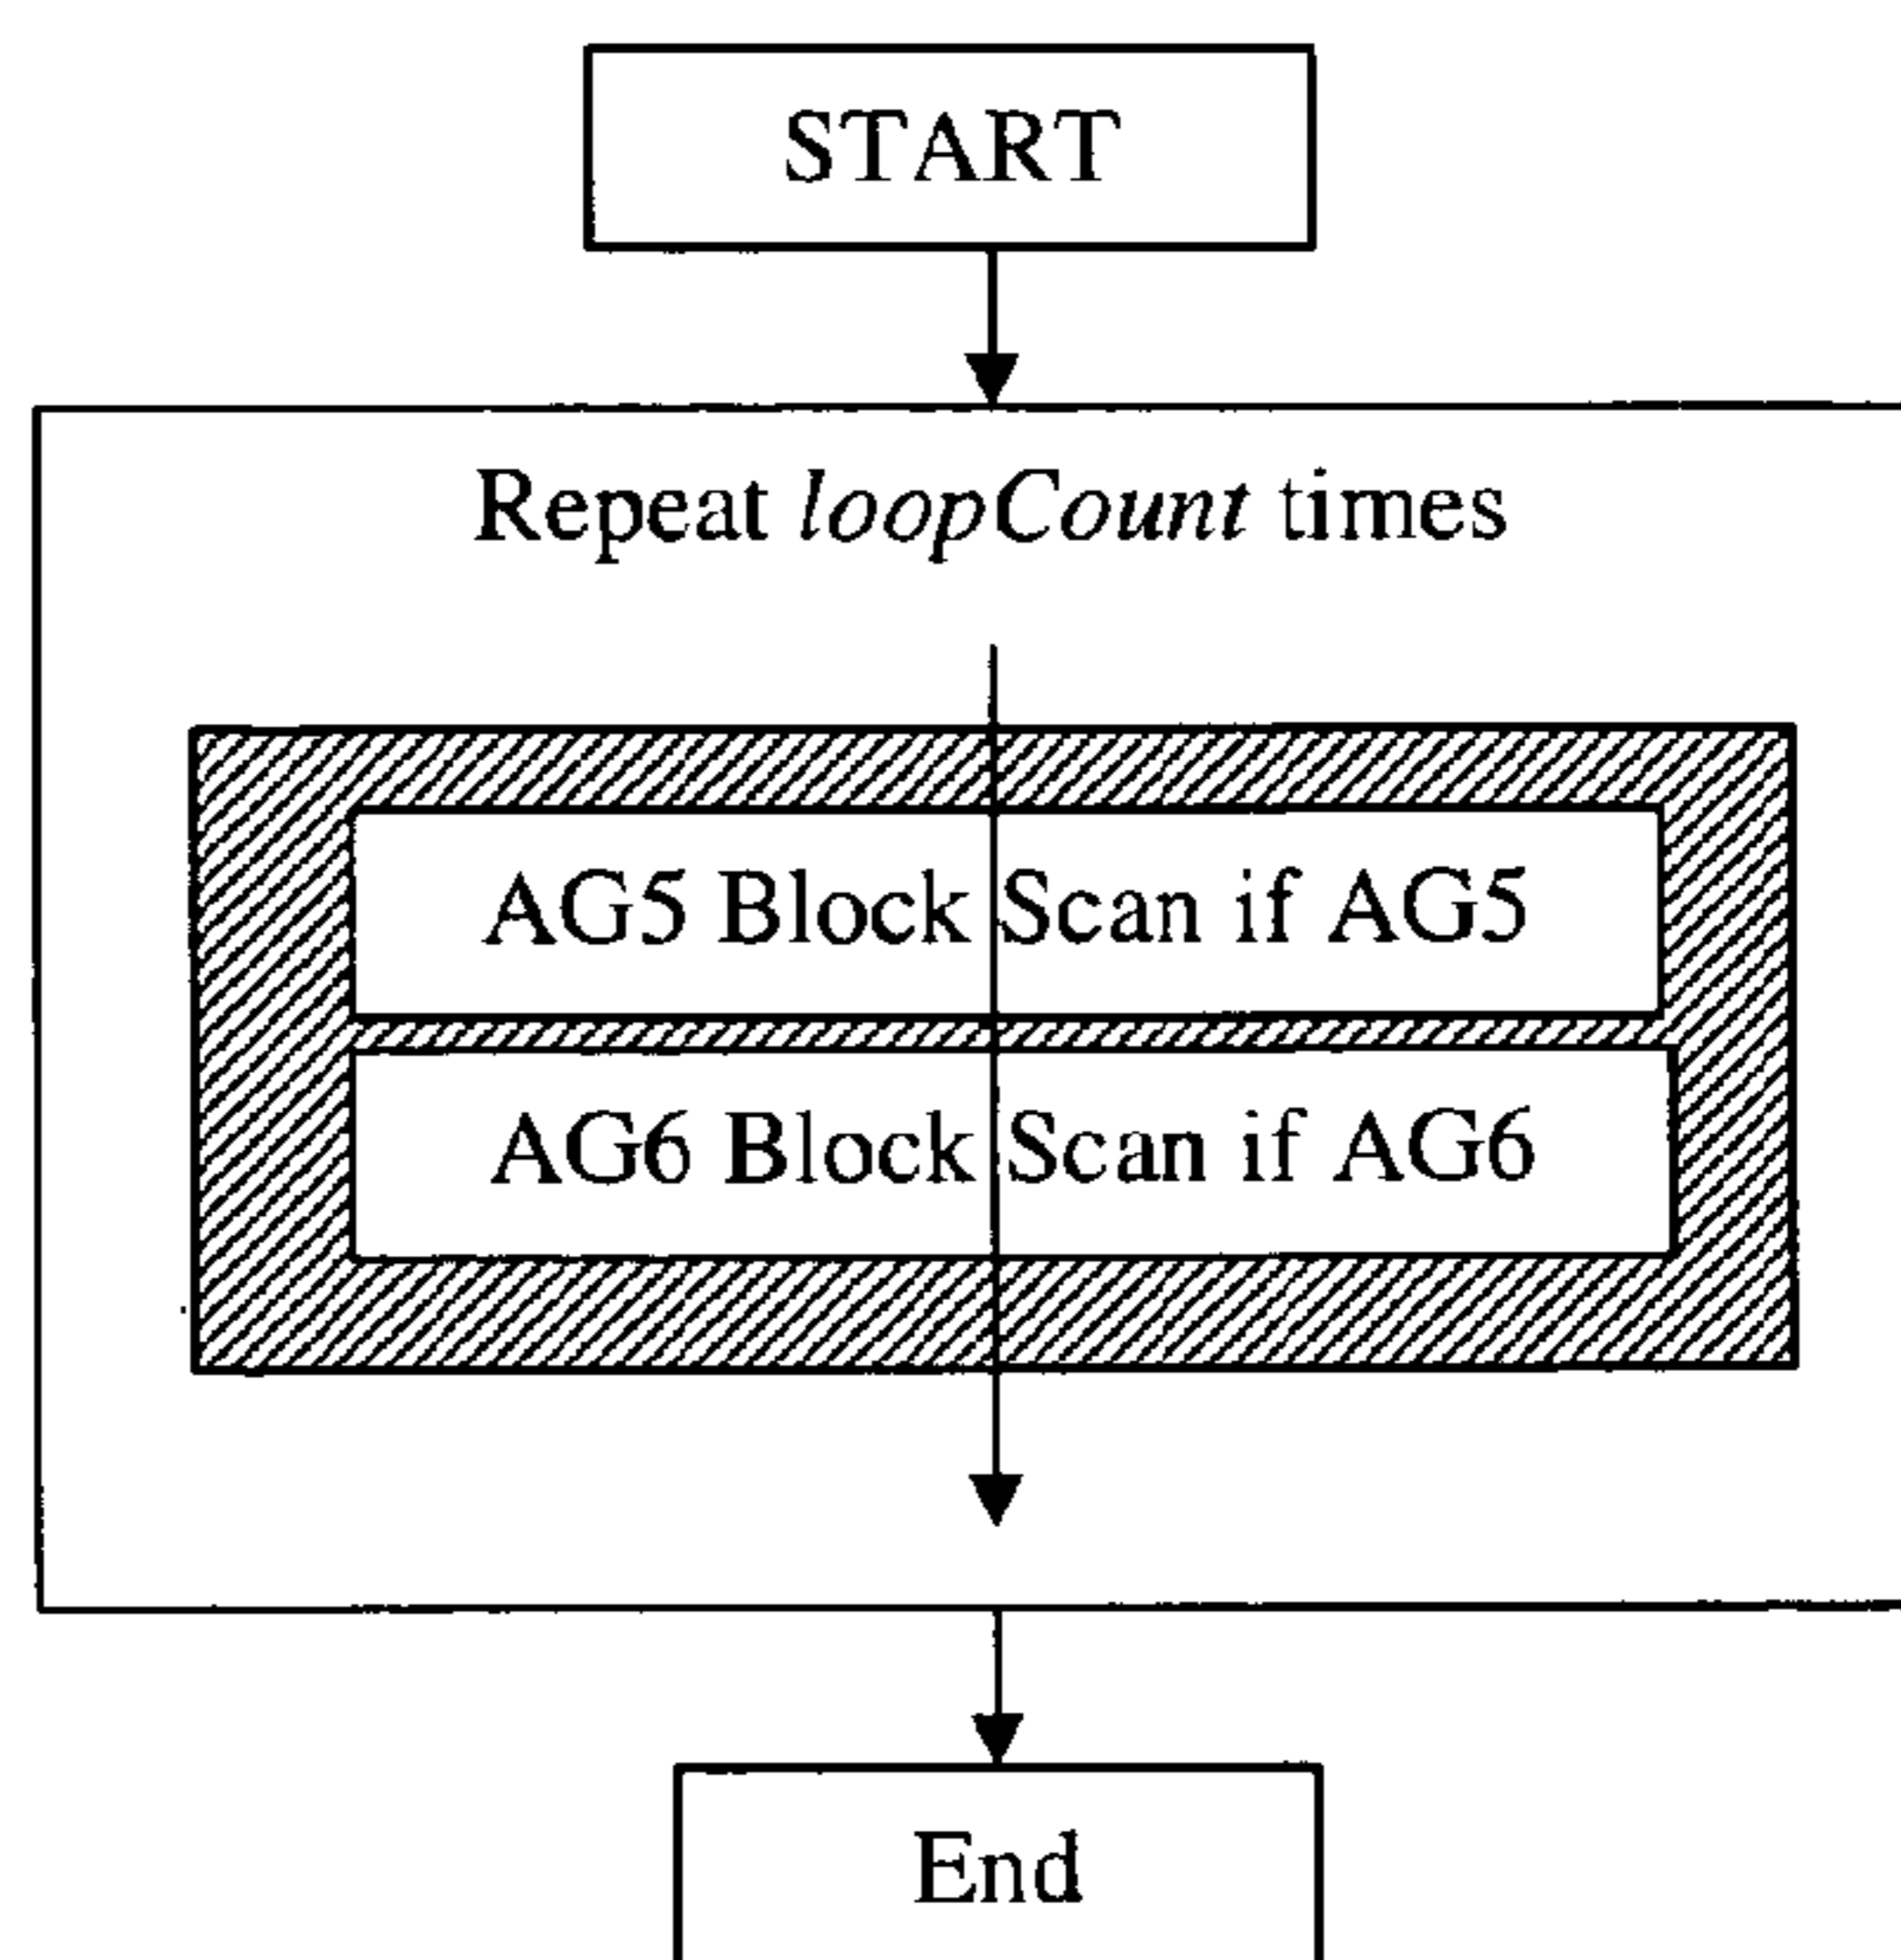 START
Repeat loopCount times
AG5 Block Scan if AG5
AG6 Block Scan if AG6
End